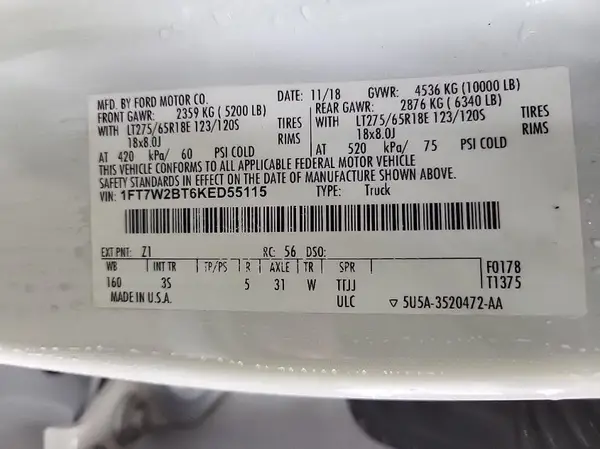 MFD. BY FORD MOTOR CO.
DATE: 11/18 GVWR: 4536 KG (10000 LB)
FRONT GAWR: 2359 KG (5200 LB)
REAR GAWR: 2876 KG (6340 LB)
WITH LT275/65R18E 123/120S TIRES
WITH LT275/65R18E 123/120S TIRES
18x8.0J RIMS
18x8.0J RIMS
AT 420 kPa/ 60 PSI COLD
AT 520 kPa/ 75 PSI COLD
THIS VEHICLE CONFORMS TO ALL APPLICABLE FEDERAL MOTOR VEHICLE
SAFETY STANDARDS IN EFFECT ON THE DATE OF MANUFACTURE SHOWN ABOVE.
VIN: 1FT7W2BT6KED55115 TYPE: Truck
EXT PNT: Z1 RC: 56 DSO:
WB INT TR TP/PS R AXLE TR SPR F0178
160 3S 5 31 W TFJJ T1375
MADE IN U.S.A. ULC ▽ 5U5A-3520472-AA